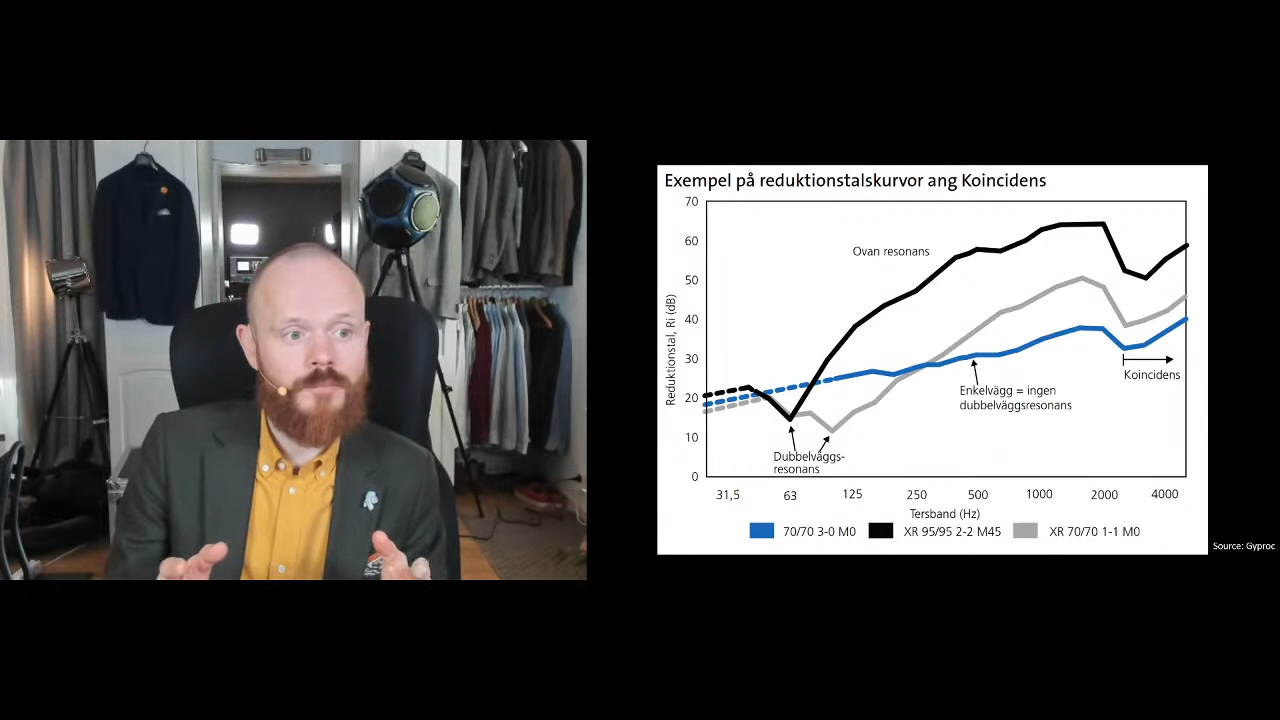 Exempel på reduktionstalskurvor ang Koincidens
Reduktionstal, Ri (dB)
70
60
50
40
30
20
10
0
Ovan resonans
Enkelvägg = ingen
dubbelväggsresonans
Koincidens
Dubbelväggs-
resonans
31,5 63 125 250 500 1000 2000 4000
Tersband (Hz)
70/70 3-0 M0 XR 95/95 2-2 M45 XR 70/70 1-1 M0
Source: Gyproc